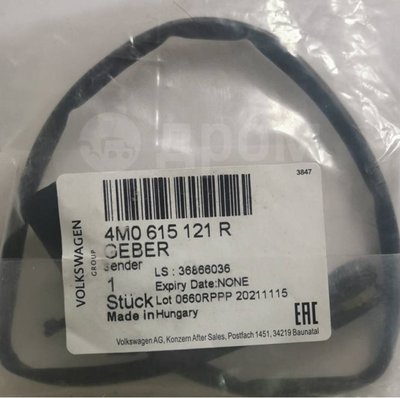 3847
VOLKSWAGEN
GROUP
4M0 615 121 R
GEBER
sender
LS : 36866036
1
Expiry Date:NONE
Stück Lot 0660RPPP 20211115
Made in Hungary
EAC
Volkswagen AG, Konzern After Sales, Postfach 1451, 34219 Baunatal